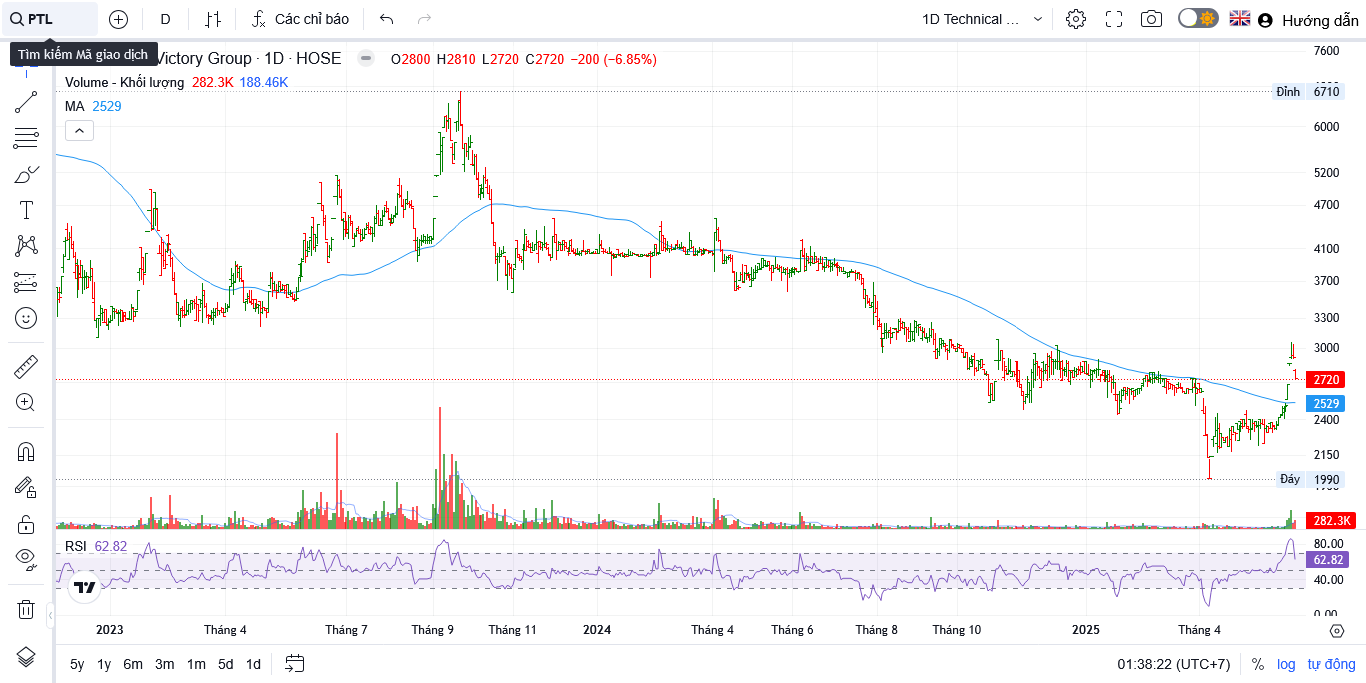 PTL
D
Các chỉ báo
1D Technical ...
Hướng dẫn
Tìm kiếm Mã giao dịch
Victory Group · 1D · HOSE
O2800 H2810 L2720 C2720 −200 (−6.85%)
Volume - Khối lượng 282.3K 188.46K
MA 2529
7600
Đỉnh 6710
6000
5200
4700
4100
3700
3300
3000
2720
2529
2400
2150
Đáy 1990
282.3K
RSI 62.82
80.00
62.82
40.00
0.00
2023 Tháng 4 Tháng 7 Tháng 9 Tháng 11 2024 Tháng 4 Tháng 6 Tháng 8 Tháng 10 2025 Tháng 4
5y 1y 6m 3m 1m 5d 1d
01:38:22 (UTC+7) % log tự động